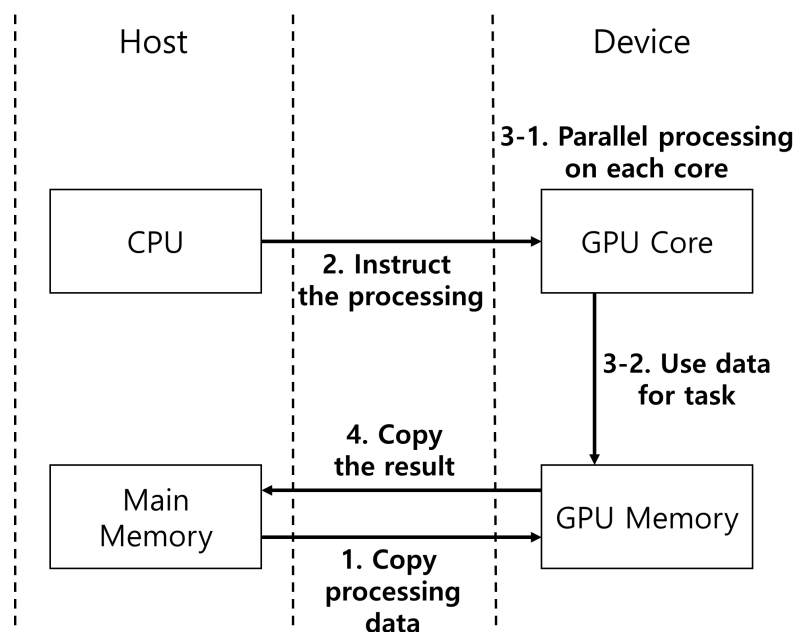 Host
Device
3-1. Parallel processing
on each core
CPU
GPU Core
2. Instruct
the processing
3-2. Use data
for task
4. Copy
the result
Main
Memory
GPU Memory
1. Copy
processing
data